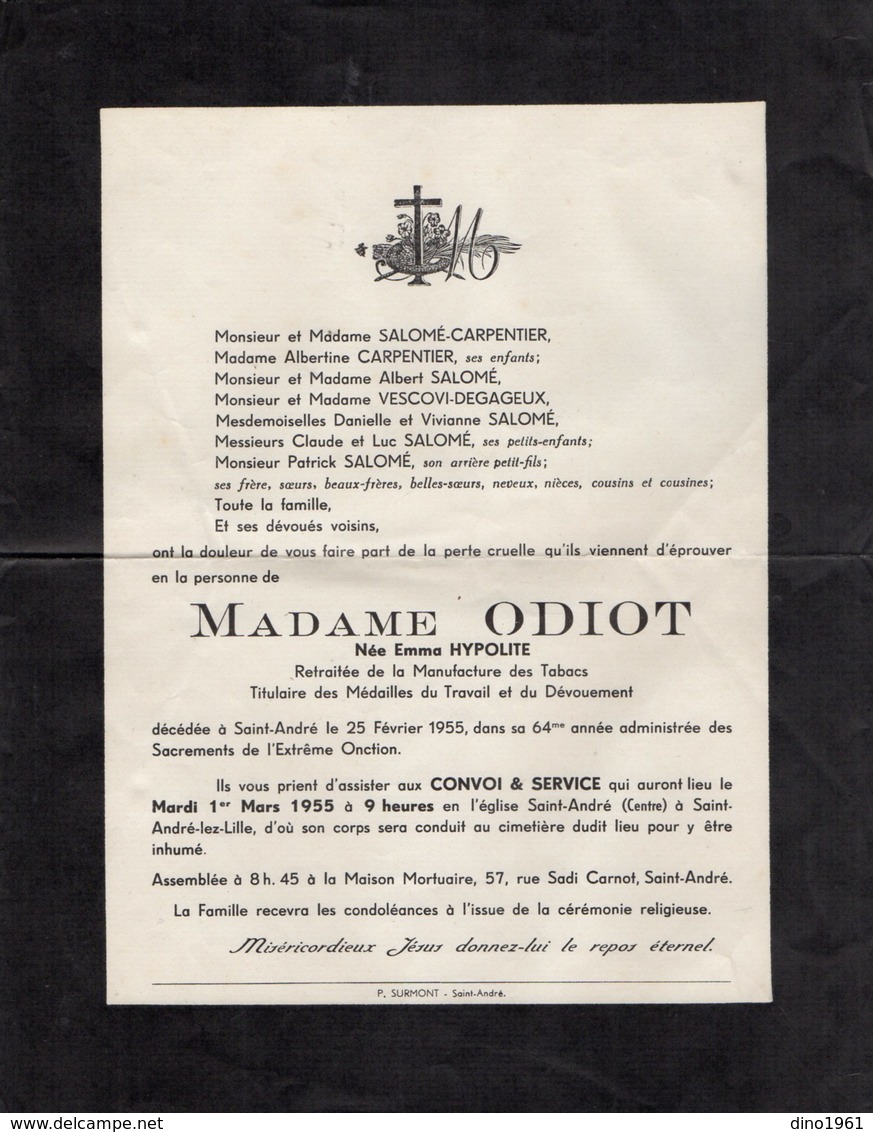 M
Monsieur et Madame SALOMÉ-CARPENTIER,
Madame Albertine CARPENTIER, ses enfants;
Monsieur et Madame Albert SALOMÉ,
Monsieur et Madame VESCOVI-DEGAGEUX,
Mesdemoiselles Danielle et Vivianne SALOMÉ,
Messieurs Claude et Luc SALOMÉ, ses petits-enfants;
Monsieur Patrick SALOMÉ, son arrière petit-fils;
ses frère, sœurs, beaux-frères, belles-sœurs, neveux, nièces, cousins et cousines;
Toute la famille,
Et ses dévoués voisins,
ont la douleur de vous faire part de la perte cruelle qu'ils viennent d'éprouver
en la personne de
MADAME ODIOT
Née Emma HYPOLITE
Retraitée de la Manufacture des Tabacs
Titulaire des Médailles du Travail et du Dévouement
décédée à Saint-André le 25 Février 1955, dans sa 64me année administrée des
Sacrements de l'Extrême Onction.
Ils vous prient d'assister aux CONVOI & SERVICE qui auront lieu le
Mardi 1er Mars 1955 à 9 heures en l'église Saint-André (Centre) à Saint-
André-lez-Lille, d'où son corps sera conduit au cimetière dudit lieu pour y être
inhumé.
Assemblée à 8 h. 45 à la Maison Mortuaire, 57, rue Sadi Carnot, Saint-André.
La Famille recevra les condoléances à l'issue de la cérémonie religieuse.
Miséricordieux Jésus donnez-lui le repos éternel.
P. SURMONT - Saint-André.
dino1961